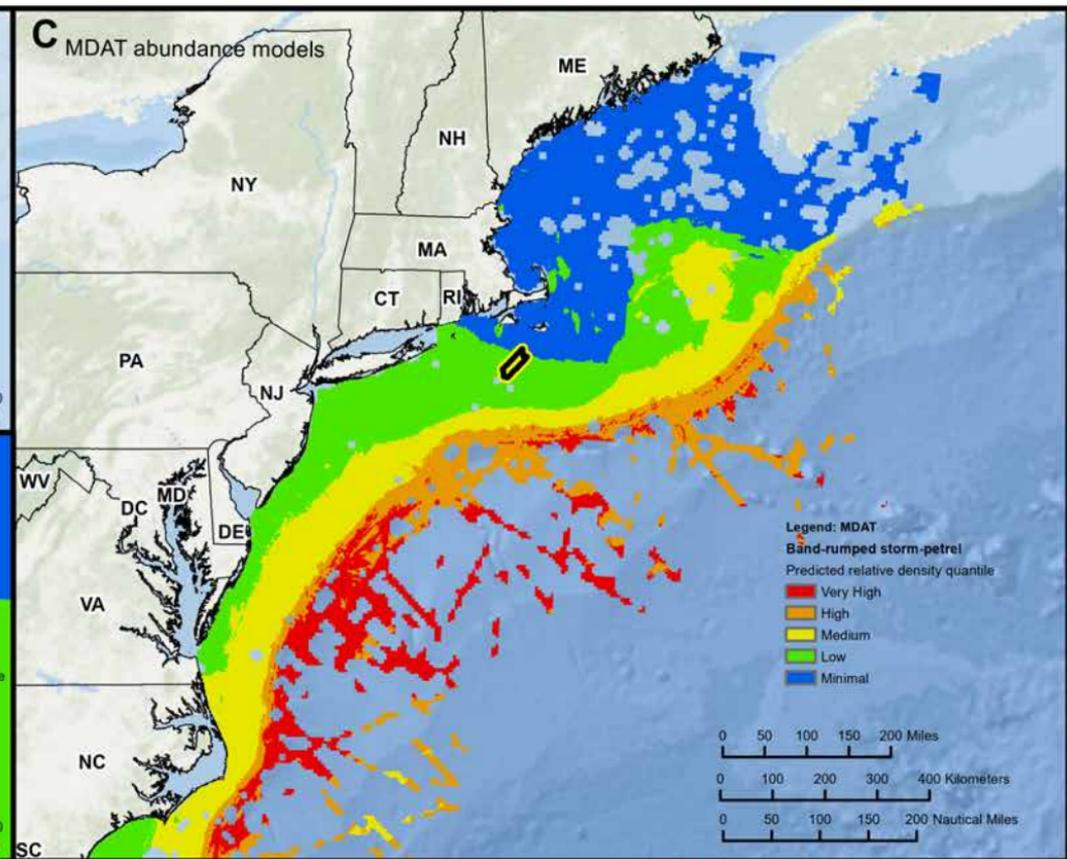 C MDAT abundance models
ME
NH
NY
MA
CT
RI
PA
NJ
WV
DC
MD
DE
VA
NC
SC
Legend: MDAT
Band-rumped storm-petrel
Predicted relative density quantile
Very High
High
Medium
Low
Minimal
0 50 100 150 200 Miles
0 100 200 300 400 Kilometers
0 50 100 150 200 Nautical Miles